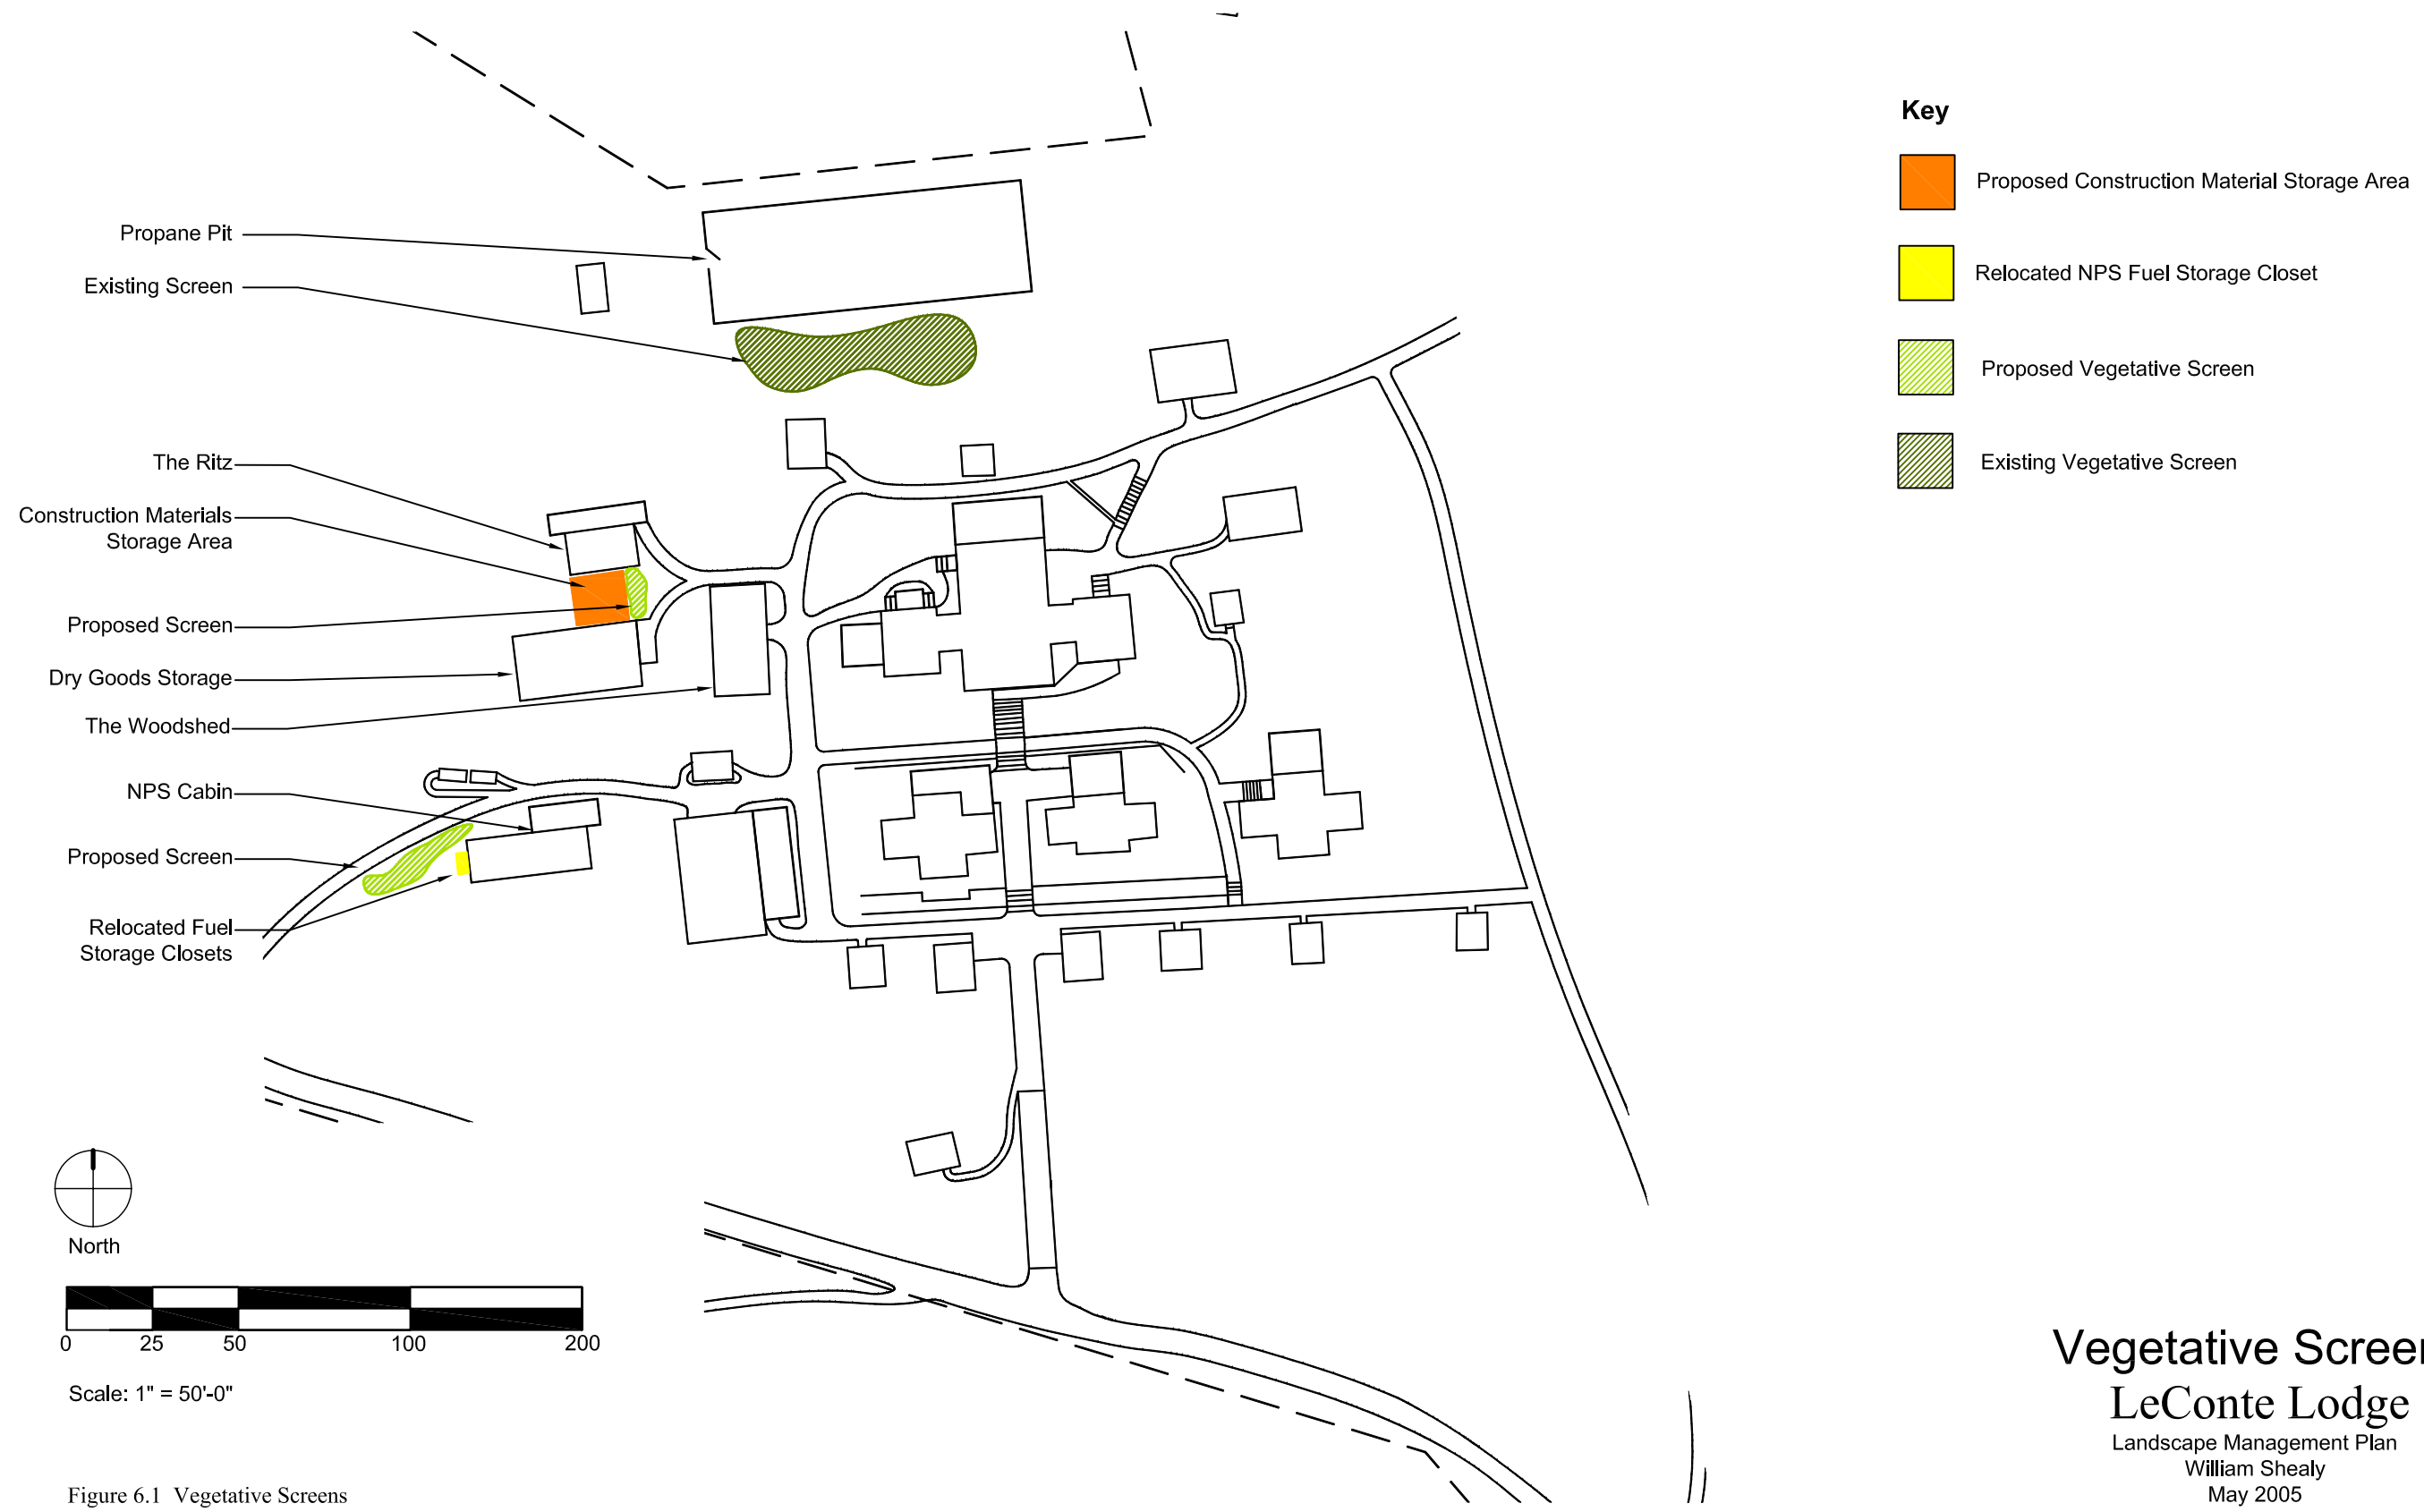 Key
Proposed Construction Material Storage Area
Relocated NPS Fuel Storage Closet
Proposed Vegetative Screen
Existing Vegetative Screen
Propane Pit
Existing Screen
The Ritz
Construction Materials
Storage Area
Proposed Screen
Dry Goods Storage
The Woodshed
NPS Cabin
Proposed Screen
Relocated Fuel
Storage Closets
North
0 25 50 100 200
Scale: 1" = 50'-0"
Figure 6.1 Vegetative Screens
Vegetative Screen
LeConte Lodge
Landscape Management Plan
William Shealy
May 2005